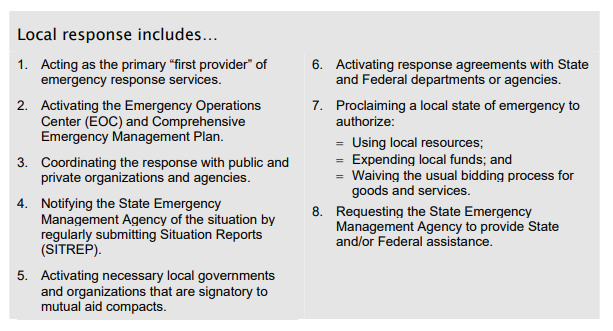 Local response includes…
1. Acting as the primary “first provider” of
emergency response services.
2. Activating the Emergency Operations
Center (EOC) and Comprehensive
Emergency Management Plan.
3. Coordinating the response with public and
private organizations and agencies.
4. Notifying the State Emergency
Management Agency of the situation by
regularly submitting Situation Reports
(SITREP).
5. Activating necessary local governments
and organizations that are signatory to
mutual aid compacts.
6. Activating response agreements with State
and Federal departments or agencies.
7. Proclaiming a local state of emergency to
authorize:
= Using local resources;
= Expending local funds; and
= Waiving the usual bidding process for
goods and services.
8. Requesting the State Emergency
Management Agency to provide State
and/or Federal assistance.